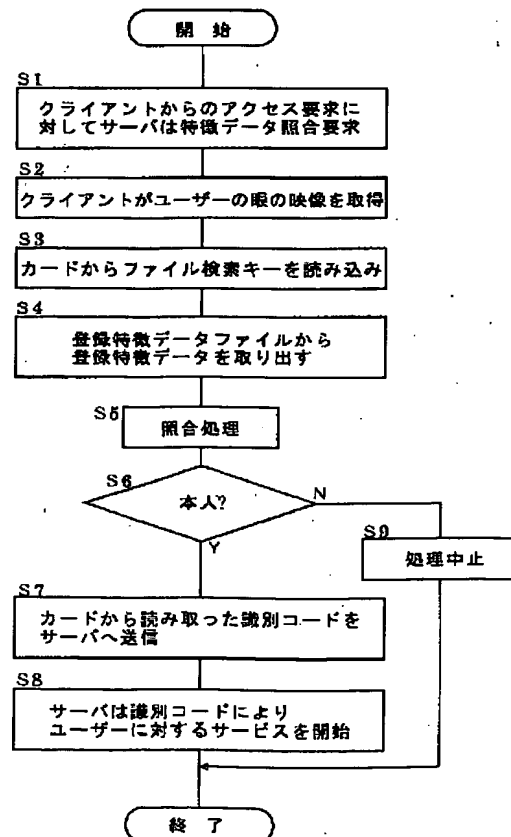 開 始
S1
クライアントからのアクセス要求に
対してサーバは特徴データ照合要求
S2
クライアントがユーザーの眼の映像を取得
S3
カードからファイル検索キーを読み込み
S4
登録特徴データファイルから
登録特徴データを取り出す
S5
照合処理
S6
本人?
N
Y
S9
処理中止
S7
カードから読み取った識別コードを
サーバへ送信
S8
サーバは識別コードにより
ユーザーに対するサービスを開始
終 了